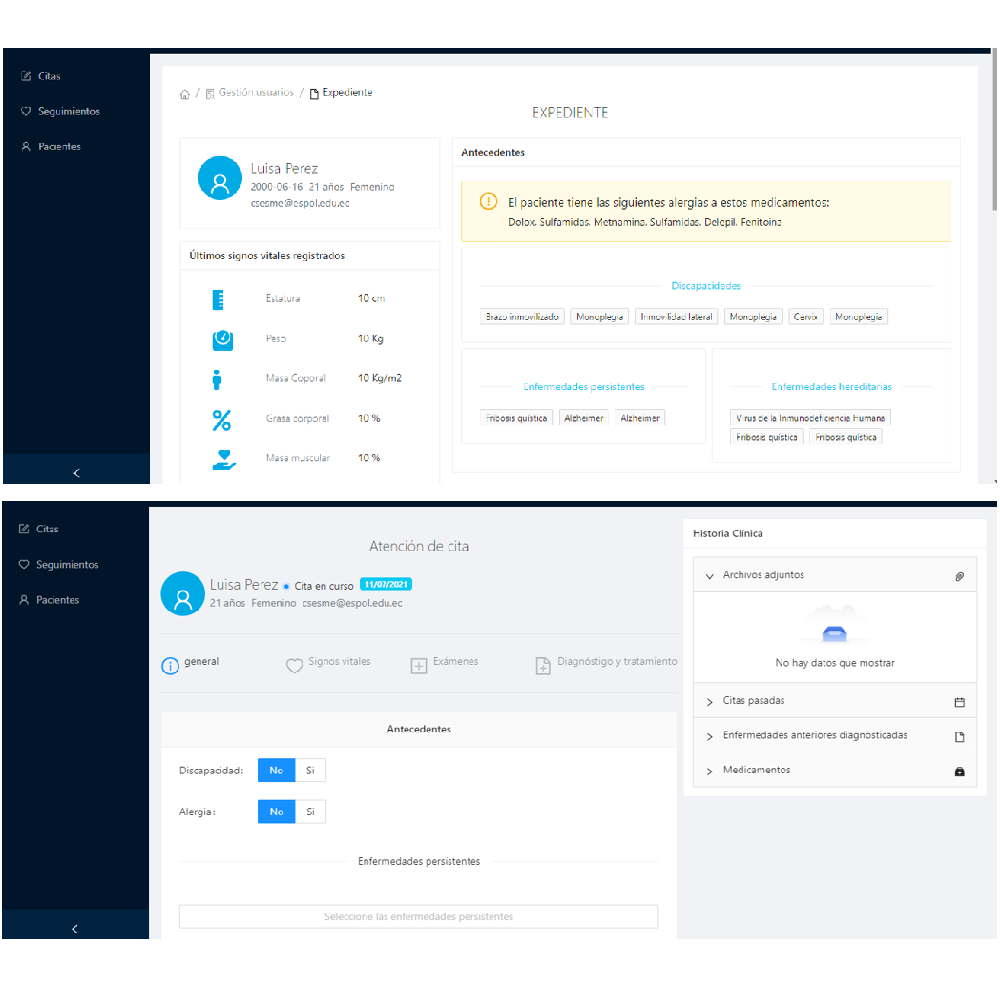 Citas
Seguimientos
Pacientes
/ Gestión usuarios / Expediente
EXPEDIENTE
Luisa Perez
2000-06-16 21 años Femenino
csesme@espol.edu.ec
Últimos signos vitales registrados
Estatura 10 cm
Peso 10 Kg
Masa Coporal 10 Kg/m2
Grasa corporal 10 %
Masa muscular 10 %
Antecedentes
El paciente tiene las siguientes alergias a estos medicamentos:
Dolox, Sulfamidas, Metnamina, Sulfamidas, Delepil, Fenitoina
Discapacidades
Brazo inmovilizado Monoplegia Inmovilidad lateral Monoplegia Cervix Monoplegia
Enfermedades persistentes
Fribosis quística Alzheimer Alzheimer
Enfermedades hereditarias
Virus de la Inmunodeficiencia Humana
Fribosis quística Fribosis quística
Citas
Seguimientos
Pacientes
Atención de cita
Luisa Perez Cita en curso 11/07/2021
21 años Femenino csesme@espol.edu.ec
general Signos vitales Exámenes Diagnóstigo y tratamiento
Antecedentes
Discapacidad: No Si
Alergia: No Si
Enfermedades persistentes
Seleccione las enfermedades persistentes
Historia Clínica
Archivos adjuntos
No hay datos que mostrar
Citas pasadas
Enfermedades anteriores diagnosticadas
Medicamentos